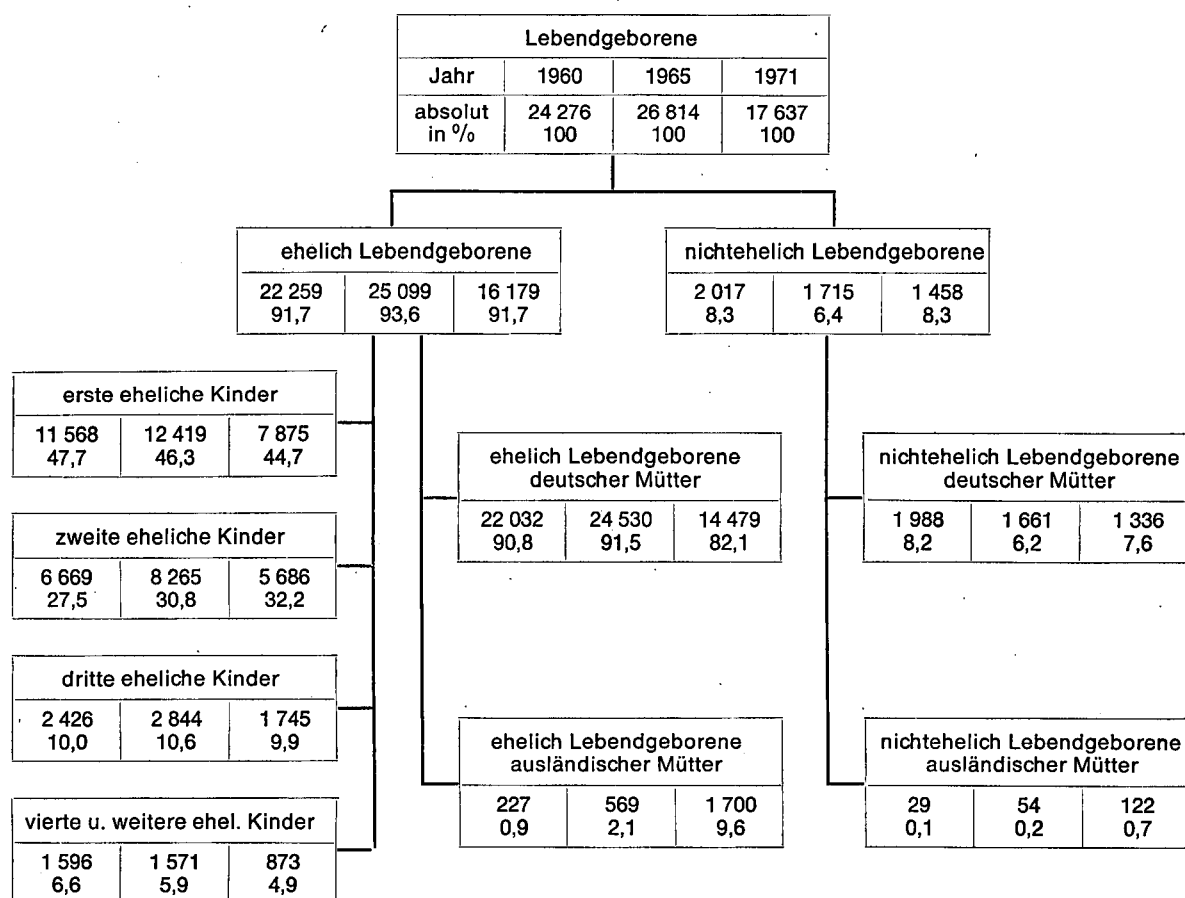 Lebendgeborene
Jahr 1960 1965 1971
absolut 24 276 26 814 17 637
in % 100 100 100
ehelich Lebendgeborene
22 259 25 099 16 179
91,7 93,6 91,7
nichtehelich Lebendgeborene
2 017 1 715 1 458
8,3 6,4 8,3
erste eheliche Kinder
11 568 12 419 7 875
47,7 46,3 44,7
zweite eheliche Kinder
6 669 8 265 5 686
27,5 30,8 32,2
dritte eheliche Kinder
2 426 2 844 1 745
10,0 10,6 9,9
vierte u. weitere ehel. Kinder
1 596 1 571 873
6,6 5,9 4,9
ehelich Lebendgeborene
deutscher Mütter
22 032 24 530 14 479
90,8 91,5 82,1
ehelich Lebendgeborene
ausländischer Mütter
227 569 1 700
0,9 2,1 9,6
nichtehelich Lebendgeborene
deutscher Mütter
1 988 1 661 1 336
8,2 6,2 7,6
nichtehelich Lebendgeborene
ausländischer Mütter
29 54 122
0,1 0,2 0,7